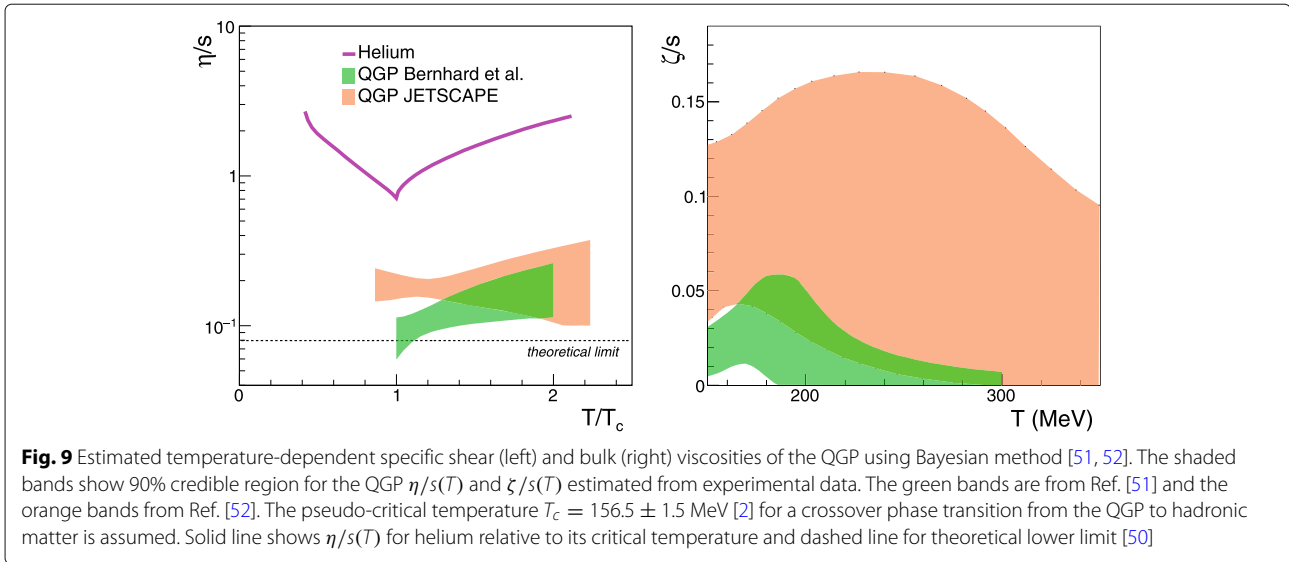 10
η/s
Helium
QGP Bernhard et al.
QGP JETSCAPE
1
10⁻¹
theoretical limit
0 1 2
T/T_c
ζ/s
0.15
0.1
0.05
0
200 300
T (MeV)
Fig. 9 Estimated temperature-dependent specific shear (left) and bulk (right) viscosities of the QGP using Bayesian method [51, 52]. The shaded
bands show 90% credible region for the QGP η/s(T) and ζ/s(T) estimated from experimental data. The green bands are from Ref. [51] and the
orange bands from Ref. [52]. The pseudo-critical temperature T_c = 156.5 ± 1.5 MeV [2] for a crossover phase transition from the QGP to hadronic
matter is assumed. Solid line shows η/s(T) for helium relative to its critical temperature and dashed line for theoretical lower limit [50]